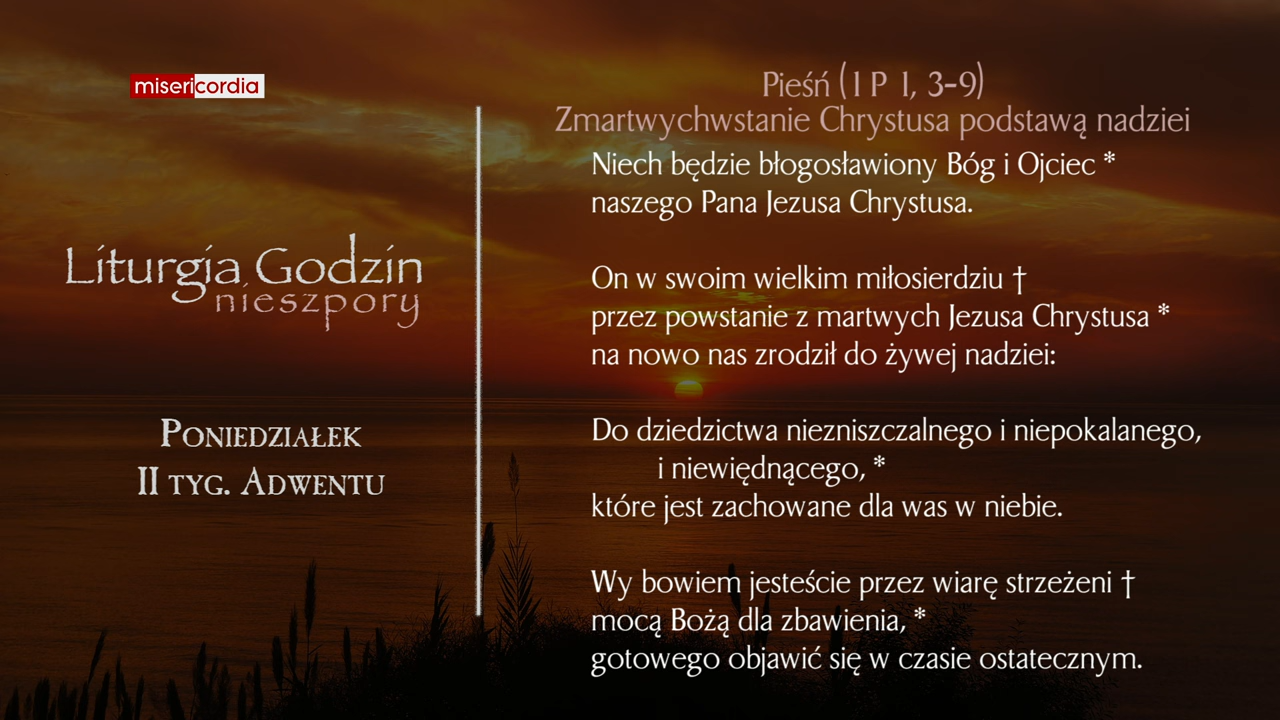 misericordia
Liturgia Godzin
nieszpory
Poniedziałek
II tyg. Adwentu
Pieśń (1 P 1, 3-9)
Zmartwychwstanie Chrystusa podstawą nadziei
Niech będzie błogosławiony Bóg i Ojciec *
naszego Pana Jezusa Chrystusa.
On w swoim wielkim miłosierdziu †
przez powstanie z martwych Jezusa Chrystusa *
na nowo nas zrodził do żywej nadziei:
Do dziedzictwa niezniszczalnego i niepokalanego,
i niewiędnącego, *
które jest zachowane dla was w niebie.
Wy bowiem jesteście przez wiarę strzeżeni †
mocą Bożą dla zbawienia, *
gotowego objawić się w czasie ostatecznym.